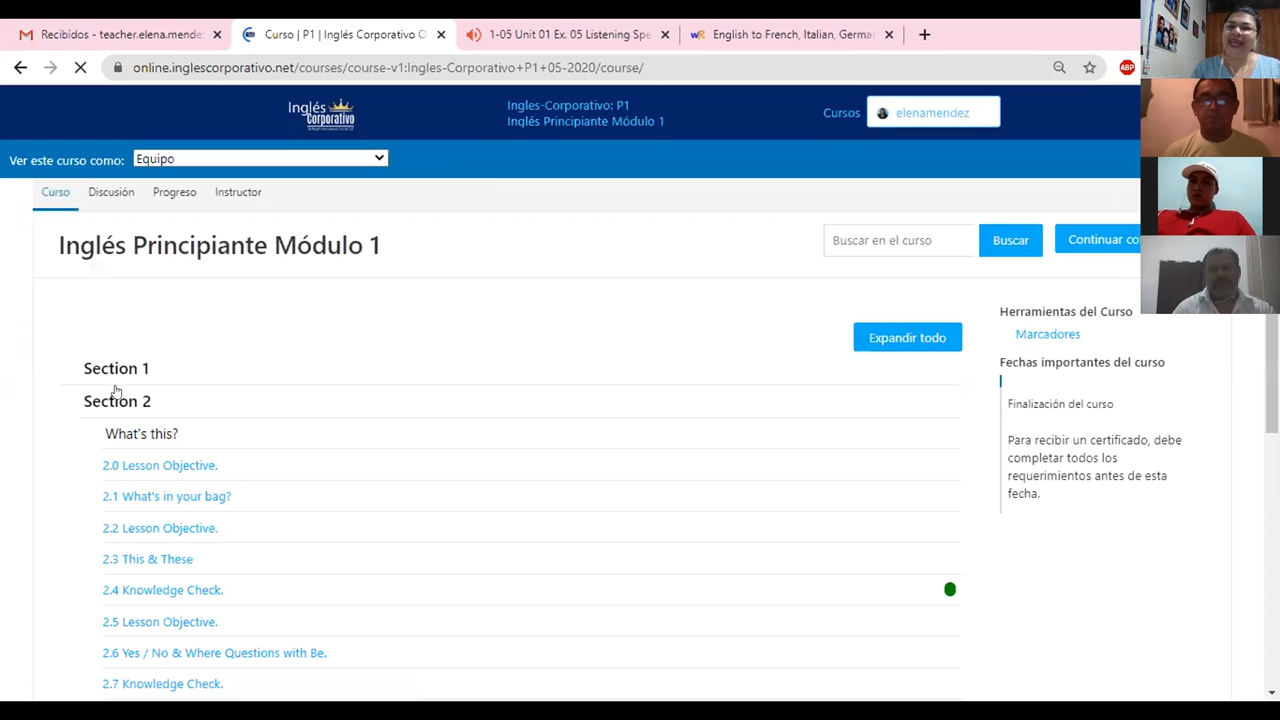 Recibidos - teacher.elena.mende
Curso | P1 | Inglés Corporativo O
1-05 Unit 01 Ex. 05 Listening Spe
English to French, Italian, Germa
online.inglescorporativo.net/courses/course-v1:Ingles-Corporativo+P1+05-2020/course/
ABP
Inglés
Corporativo
Ingles-Corporativo: P1
Inglés Principiante Módulo 1
Cursos
elenamendez
Ver este curso como:
Equipo
Curso
Discusión
Progreso
Instructor
Inglés Principiante Módulo 1
Buscar en el curso
Buscar
Continuar co
Expandir todo
Herramientas del Curso
Marcadores
Fechas importantes del curso
Finalización del curso
Para recibir un certificado, debe
completar todos los
requerimientos antes de esta
fecha.
Section 1
Section 2
What's this?
2.0 Lesson Objective.
2.1 What's in your bag?
2.2 Lesson Objective.
2.3 This & These
2.4 Knowledge Check.
2.5 Lesson Objective.
2.6 Yes / No & Where Questions with Be.
2.7 Knowledge Check.